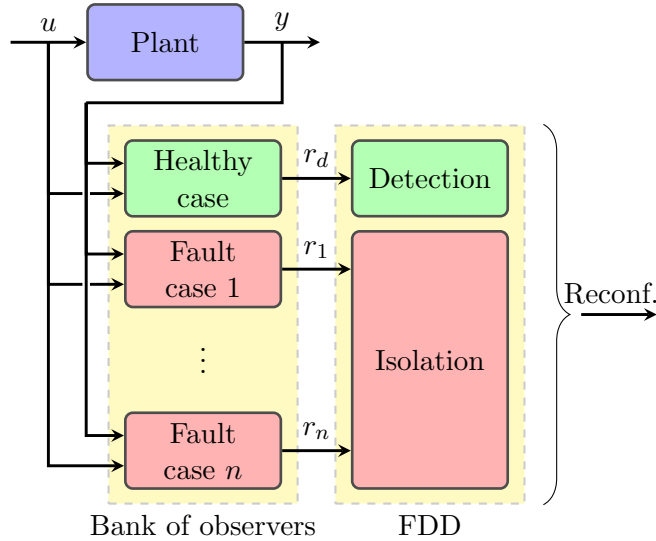 u
Plant
y
Healthy
case
r_d
Detection
Fault
case 1
r_1
Isolation
Reconf.
⋮
Fault
case n
r_n
Bank of observers
FDD